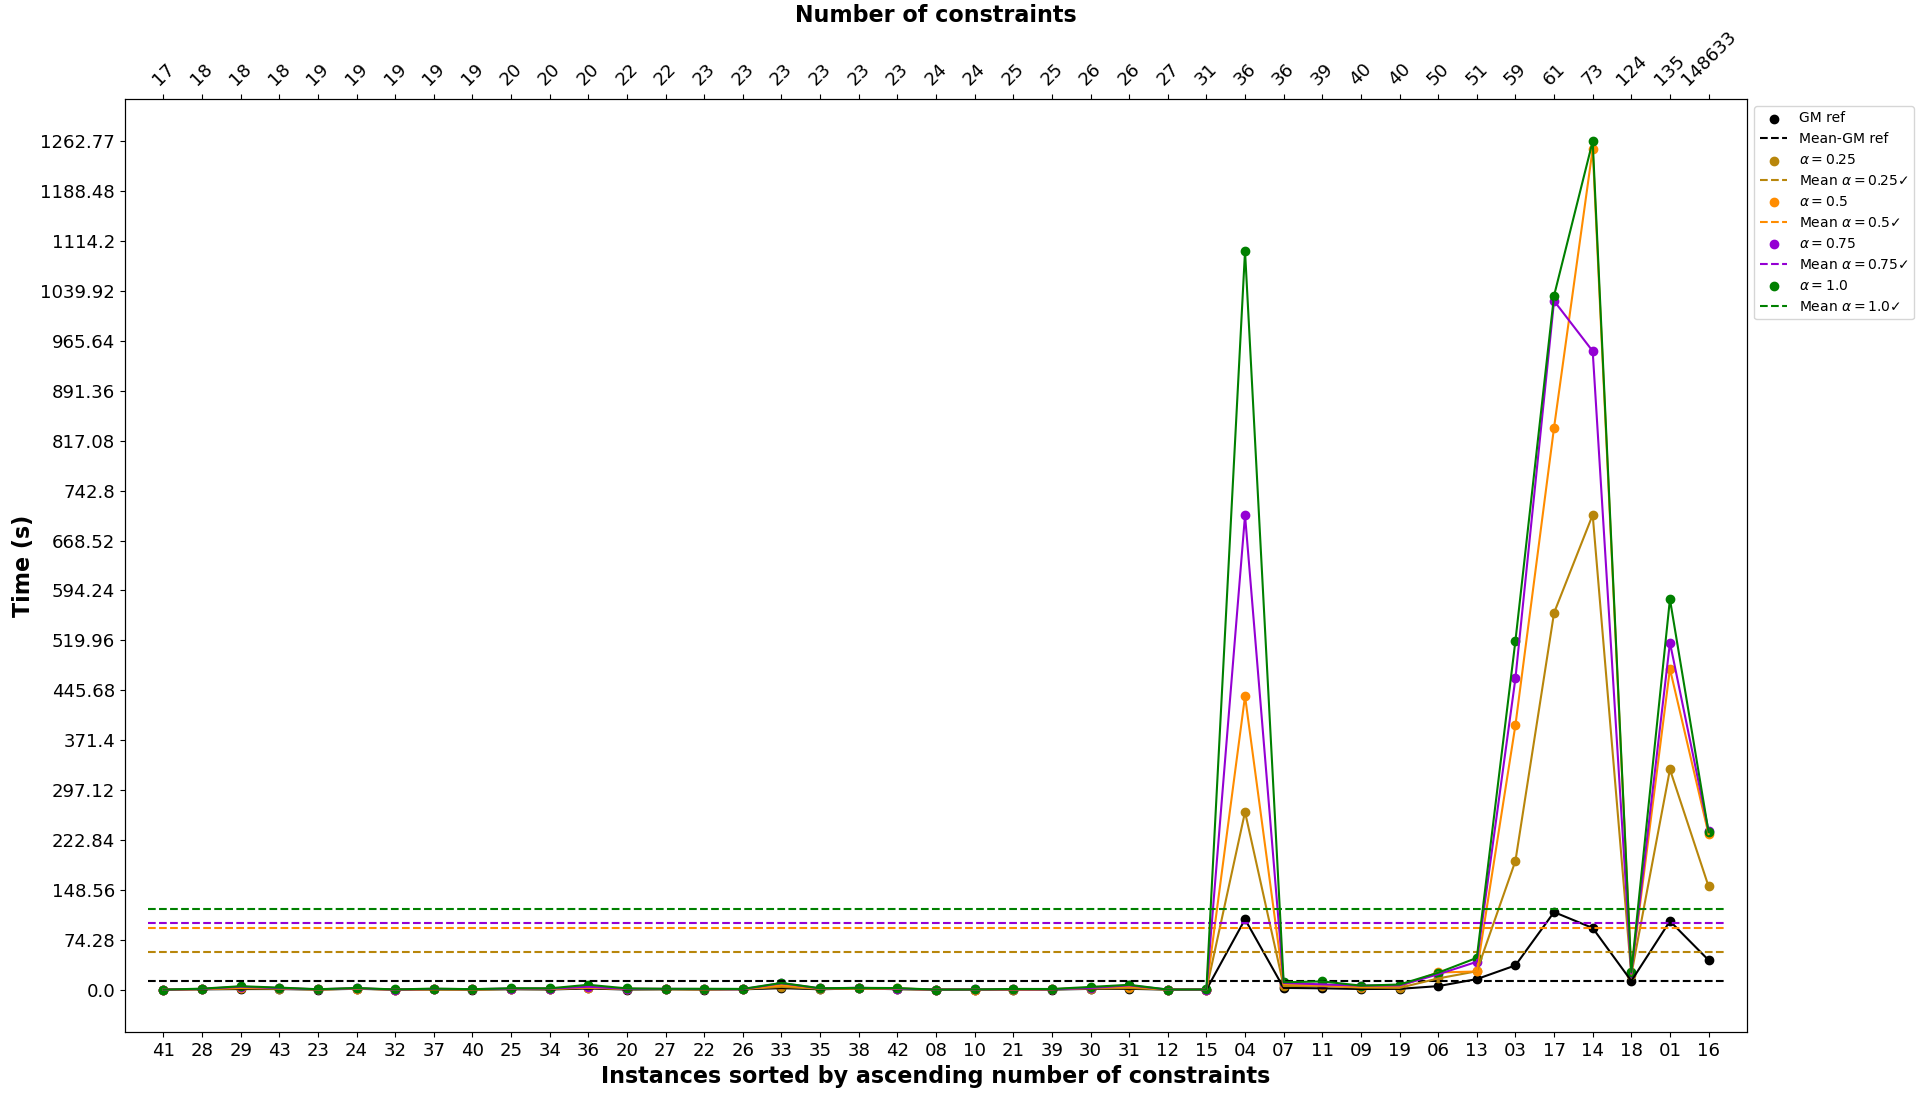 Number of constraints
17 18 18 18 19 19 19 19 19 20 20 20 22 22 23 23 23 23 23 23 24 24 25 25 26 26 27 31 36 36 39 40 40 50 51 59 61 73 124 135 148633
1262.77
1188.48
1114.2
1039.92
965.64
891.36
817.08
742.8
668.52
594.24
519.96
445.68
371.4
297.12
222.84
148.56
74.28
0.0
Time (s)
GM ref
Mean-GM ref
α = 0.25
Mean α = 0.25✓
α = 0.5
Mean α = 0.5✓
α = 0.75
Mean α = 0.75✓
α = 1.0
Mean α = 1.0✓
41 28 29 43 23 24 32 37 40 25 34 36 20 27 22 26 33 35 38 42 08 10 21 39 30 31 12 15 04 07 11 09 19 06 13 03 17 14 18 01 16
Instances sorted by ascending number of constraints